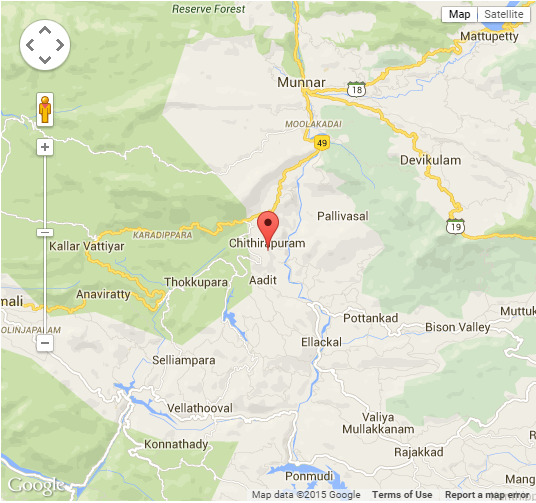 Reserve Forest
Map
Satellite
Mattupetty
Munnar
18
MOOLAKADAI
49
Devikulam
Pallivasal
19
KARADIPPARA
Chithirapuram
Kallar Vattiyar
Aadit
Thokkupara
Anaviratty
mali
OLINJAPALAM
Pottankad
Muttuk
Bison Valley
Ellackal
Selliampara
Vellathooval
Valiya
Mullakkanam
Konnathady
Rajakkad
Ponmudi
Mang
Google
Map data ©2015 Google
Terms of Use
Report a map error